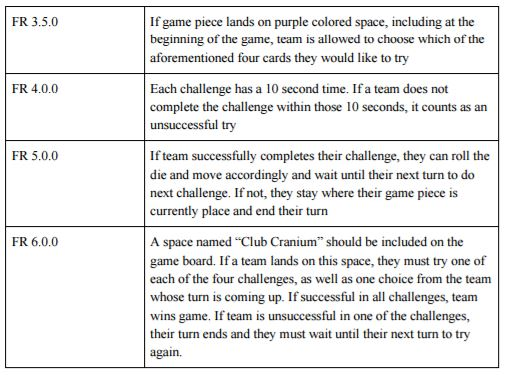 FR 3.5.0
If game piece lands on purple colored space, including at the
beginning of the game, team is allowed to choose which of the
aforementioned four cards they would like to try
FR 4.0.0
Each challenge has a 10 second time. If a team does not
complete the challenge within those 10 seconds, it counts as an
unsuccessful try
FR 5.0.0
If team successfully completes their challenge, they can roll the
die and move accordingly and wait until their next turn to do
next challenge. If not, they stay where their game piece is
currently place and end their turn
FR 6.0.0
A space named “Club Cranium” should be included on the
game board. If a team lands on this space, they must try one of
each of the four challenges, as well as one choice from the team
whose turn is coming up. If successful in all challenges, team
wins game. If team is unsuccessful in one of the challenges,
their turn ends and they must wait until their next turn to try
again.